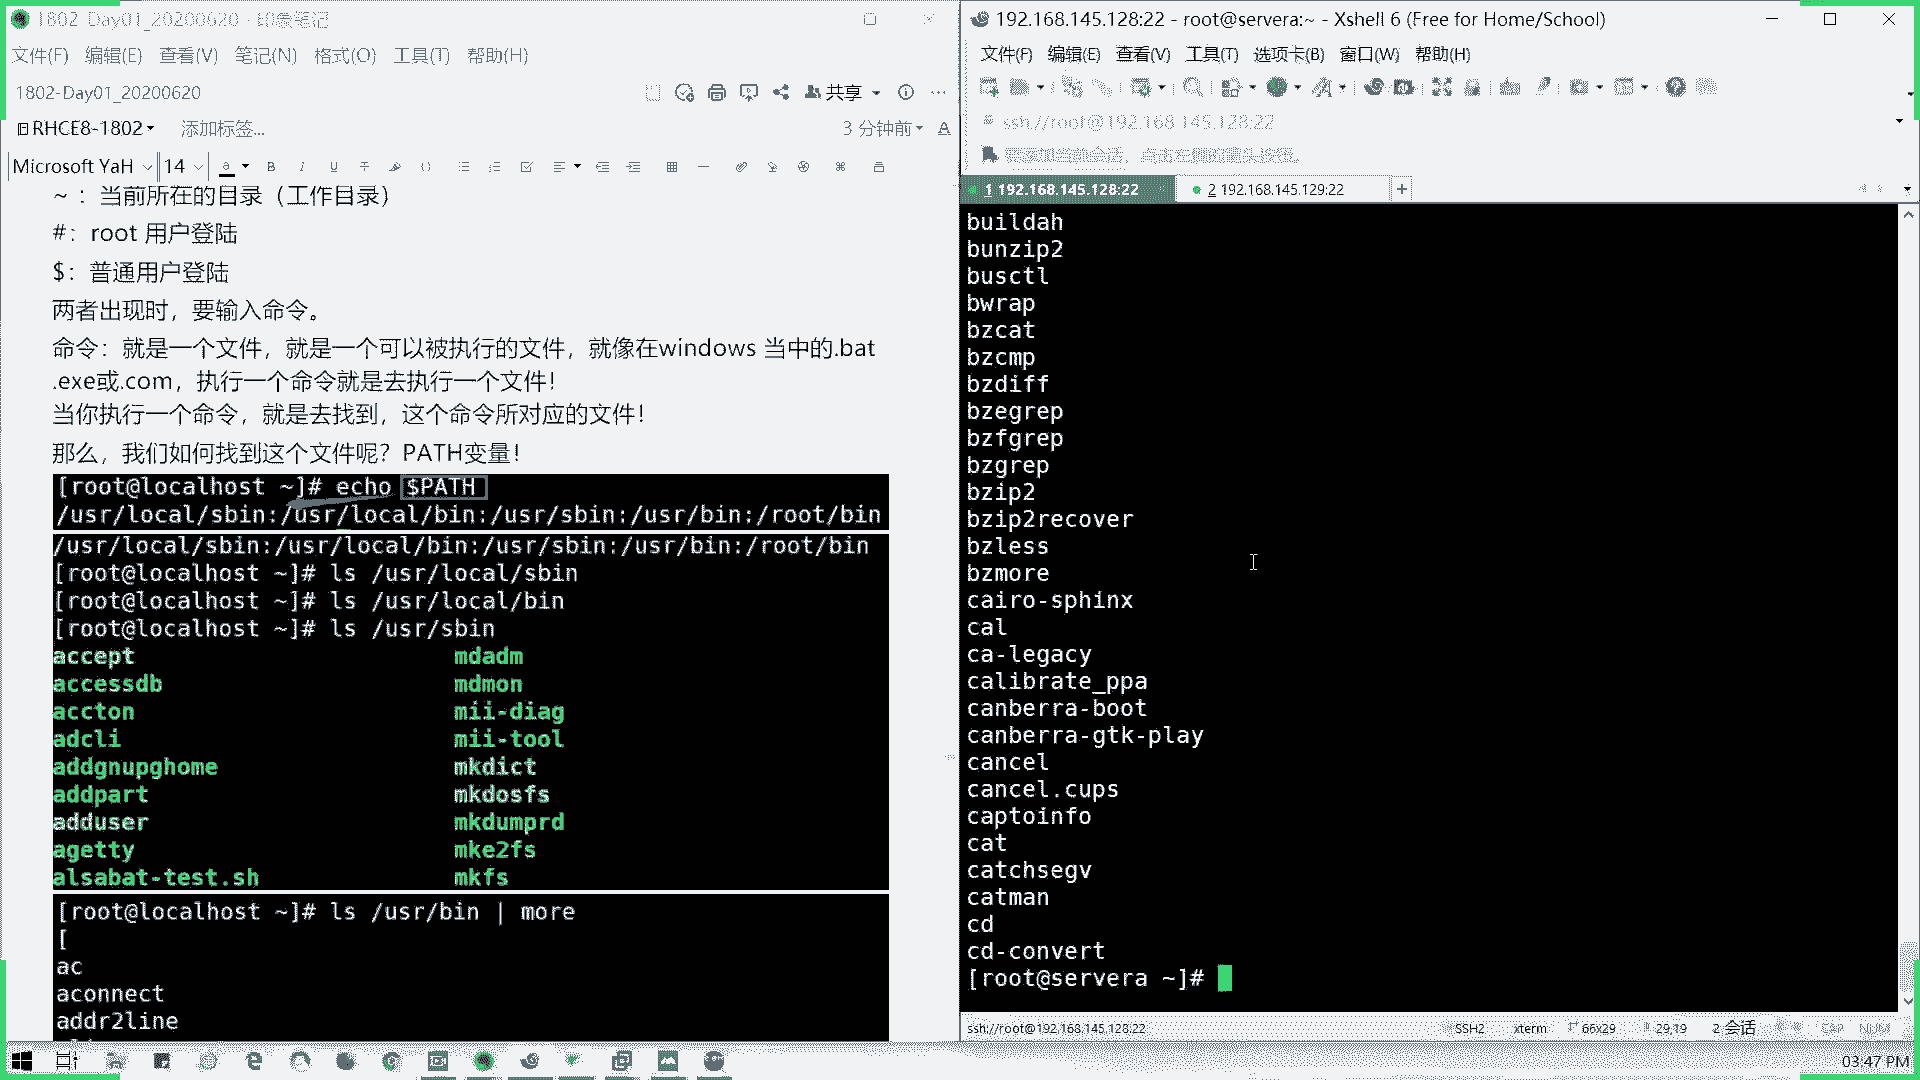 1802-Day01_20200620 - 印象笔记
文件(F) 编辑(E) 查看(V) 笔记(N) 格式(O) 工具(T) 帮助(H)
1802-Day01_20200620
共享
RHCE8-1802
添加标签...
3 分钟前
Microsoft YaH 14
~ ：当前所在的目录（工作目录）
#：root 用户登陆
$：普通用户登陆
两者出现时，要输入命令。
命令：就是一个文件，就是一个可以被执行的文件，就像在windows 当中的.bat
.exe或.com，执行一个命令就是去执行一个文件！
当你执行一个命令，就是去找到，这个命令所对应的文件！
那么，我们如何找到这个文件呢？PATH变量！
[root@localhost ~]# echo $PATH
/usr/local/sbin:/usr/local/bin:/usr/sbin:/usr/bin:/root/bin
/usr/local/sbin:/usr/local/bin:/usr/sbin:/usr/bin:/root/bin
[root@localhost ~]# ls /usr/local/sbin
[root@localhost ~]# ls /usr/local/bin
[root@localhost ~]# ls /usr/sbin
accept mdadm
accessdb mdmon
accton mii-diag
adcli mii-tool
addgnupghome mkdict
addpart mkdosfs
adduser mkdumprd
agetty mke2fs
alsabat-test.sh mkfs
[root@localhost ~]# ls /usr/bin | more
[
ac
aconnect
addr2line
192.168.145.128:22 - root@servera:~ - Xshell 6 (Free for Home/School)
文件(F) 编辑(E) 查看(V) 工具(T) 选项卡(B) 窗口(W) 帮助(H)
ssh://root@192.168.145.128:22
1 192.168.145.128:22
2 192.168.145.129:22
buildah
bunzip2
busctl
bwrap
bzcat
bzcmp
bzdiff
bzegrep
bzfgrep
bzgrep
bzip2
bzip2recover
bzless
bzmore
cairo-sphinx
cal
ca-legacy
calibrate_ppa
canberra-boot
canberra-gtk-play
cancel
cancel.cups
captoinfo
cat
catchsegv
catman
cd
cd-convert
[root@servera ~]#
ssh://root@192.168.145.128:22 SSH2 xterm 66x29 29,19 2 会话 CAP NUM
03:47 PM